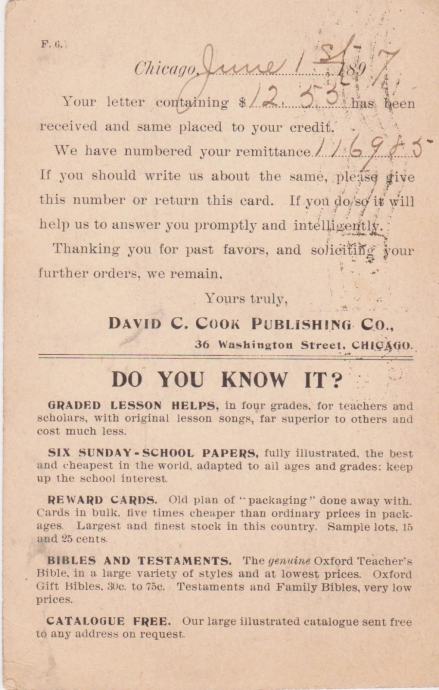 F. 6.
Chicago, June 1st 1897
Your letter containing $12.55 has been
received and same placed to your credit.
We have numbered your remittance 116985
If you should write us about the same, please give
this number or return this card. If you do so it will
help us to answer you promptly and intelligently.
Thanking you for past favors, and soliciting your
further orders, we remain,
Yours truly,
DAVID C. COOK PUBLISHING CO.,
36 Washington Street, CHICAGO.
DO YOU KNOW IT?
GRADED LESSON HELPS, in four grades, for teachers and
scholars, with original lesson songs, far superior to others and
cost much less.
SIX SUNDAY-SCHOOL PAPERS, fully illustrated, the best
and cheapest in the world, adapted to all ages and grades: keep
up the school interest.
REWARD CARDS. Old plan of "packaging" done away with.
Cards in bulk, five times cheaper than ordinary prices in pack-
ages. Largest and finest stock in this country. Sample lots, 15
and 25 cents.
BIBLES AND TESTAMENTS. The genuine Oxford Teacher's
Bible, in a large variety of styles and at lowest prices. Oxford
Gift Bibles, 30c. to 75c. Testaments and Family Bibles, very low
prices.
CATALOGUE FREE. Our large illustrated catalogue sent free
to any address on request.